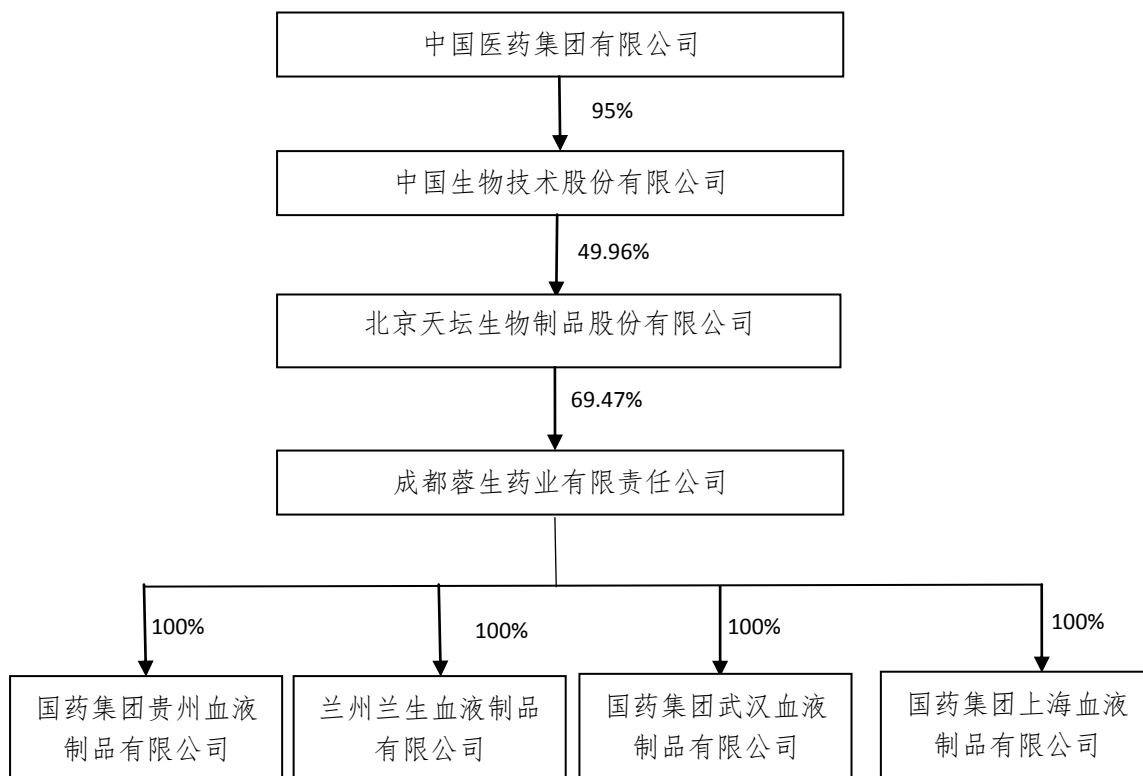 中国医药集团有限公司
95%
中国生物技术股份有限公司
49.96%
北京天坛生物制品股份有限公司
69.47%
成都蓉生药业有限责任公司
100%
100%
100%
100%
国药集团贵州血液
制品有限公司
兰州兰生血液制品
有限公司
国药集团武汉血液
制品有限公司
国药集团上海血液
制品有限公司